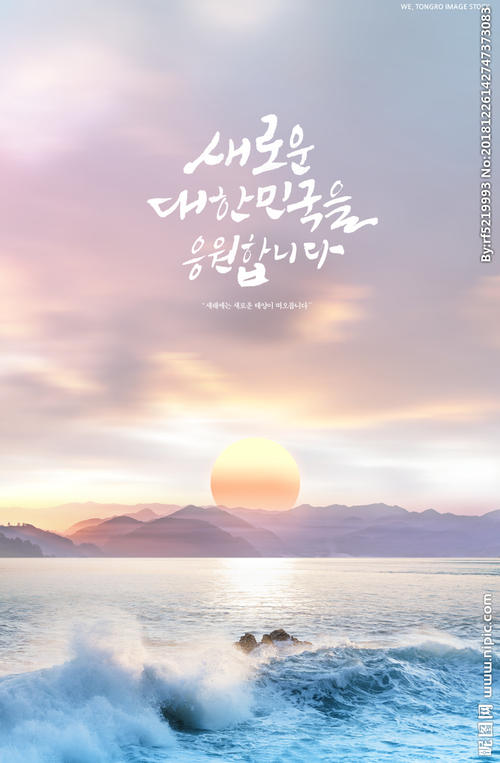 WE, TONGRO IMAGE STOCK
새로운
대한민국을
응원합니다
"새해에는 새로운 태양이 떠오릅니다"
By:rf5219993 No:20181226142747373083
昵图网 www.nipic.com